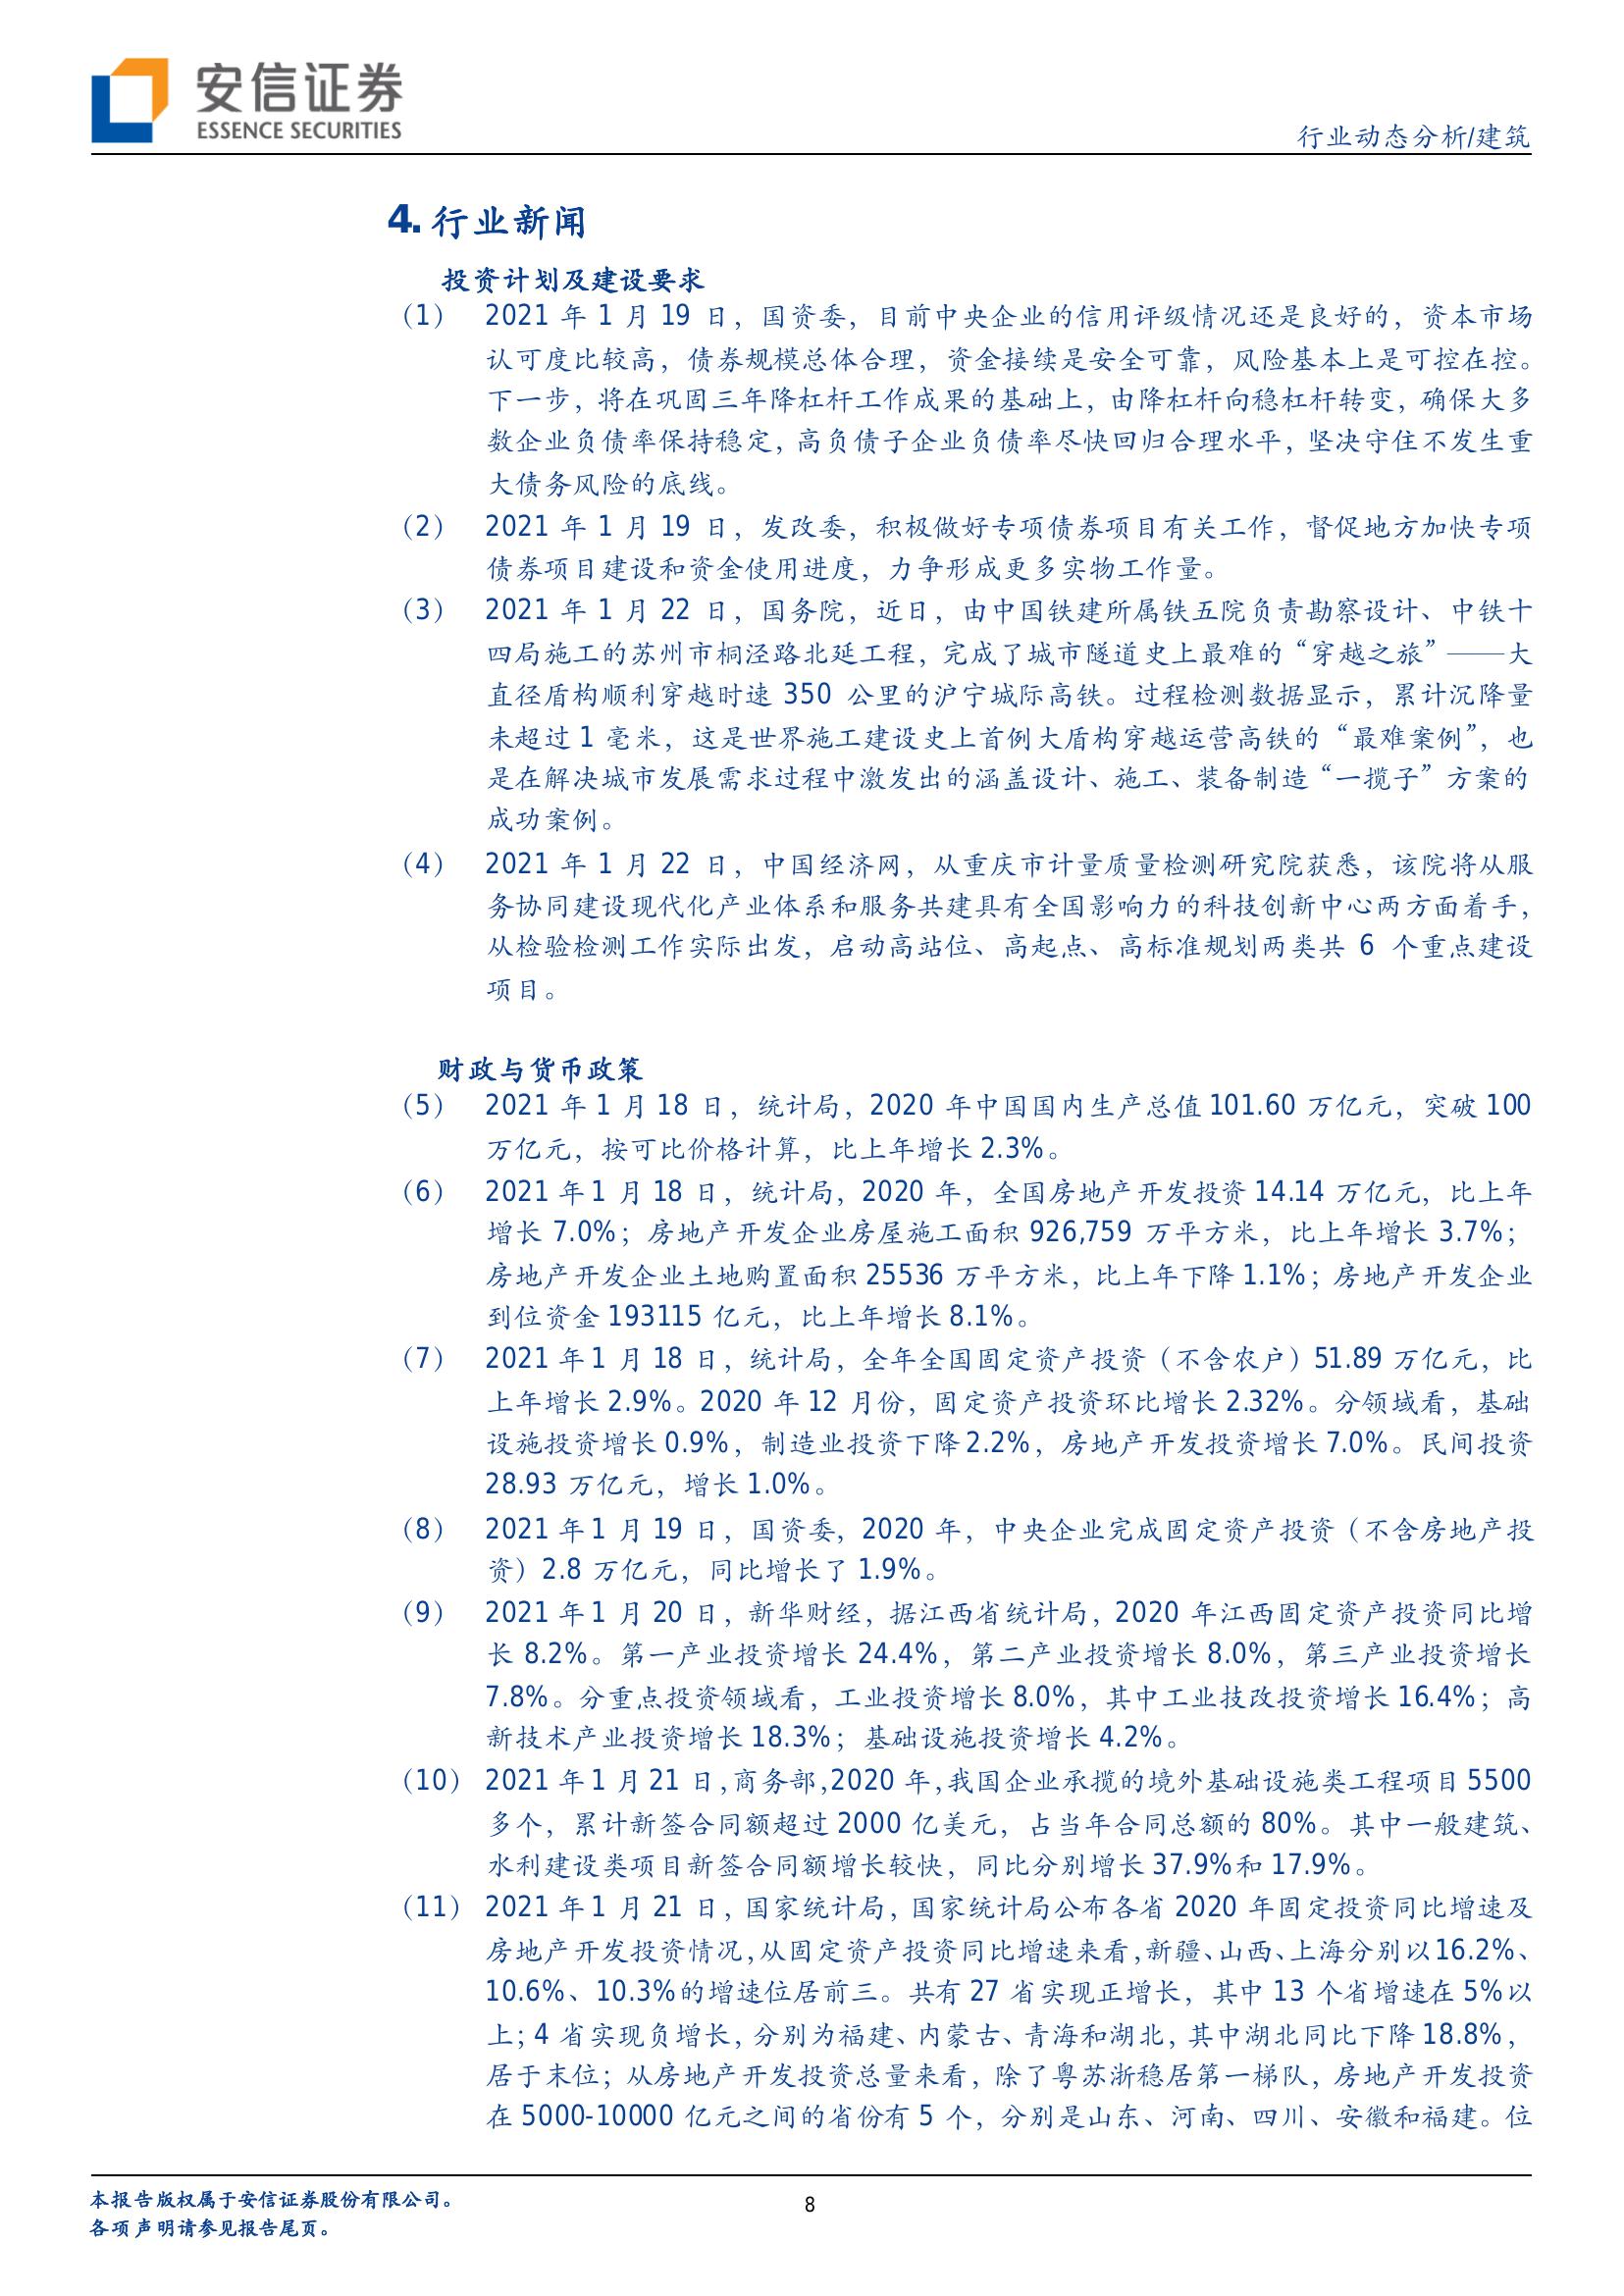 安信证券
ESSENCE SECURITIES
行业动态分析/建筑
4. 行业新闻
投资计划及建设要求
（1） 2021 年 1 月 19 日，国资委，目前中央企业的信用评级情况还是良好的，资本市场
认可度比较高，债券规模总体合理，资金接续是安全可靠，风险基本上是可控在控。
下一步，将在巩固三年降杠杆工作成果的基础上，由降杠杆向稳杠杆转变，确保大多
数企业负债率保持稳定，高负债子企业负债率尽快回归合理水平，坚决守住不发生重
大债务风险的底线。
（2） 2021 年 1 月 19 日，发改委，积极做好专项债券项目有关工作，督促地方加快专项
债券项目建设和资金使用进度，力争形成更多实物工作量。
（3） 2021 年 1 月 22 日，国务院，近日，由中国铁建所属铁五院负责勘察设计、中铁十
四局施工的苏州市桐泾路北延工程，完成了城市隧道史上最难的“穿越之旅”——大
直径盾构顺利穿越时速 350 公里的沪宁城际高铁。过程检测数据显示，累计沉降量
未超过 1 毫米，这是世界施工建设史上首例大盾构穿越运营高铁的“最难案例”，也
是在解决城市发展需求过程中激发出的涵盖设计、施工、装备制造“一揽子”方案的
成功案例。
（4） 2021 年 1 月 22 日，中国经济网，从重庆市计量质量检测研究院获悉，该院将从服
务协同建设现代化产业体系和服务共建具有全国影响力的科技创新中心两方面着手，
从检验检测工作实际出发，启动高站位、高起点、高标准规划两类共 6 个重点建设
项目。
财政与货币政策
（5） 2021 年 1 月 18 日，统计局，2020 年中国国内生产总值 101.60 万亿元，突破 100
万亿元，按可比价格计算，比上年增长 2.3%。
（6） 2021 年 1 月 18 日，统计局，2020 年，全国房地产开发投资 14.14 万亿元，比上年
增长 7.0%；房地产开发企业房屋施工面积 926,759 万平方米，比上年增长 3.7%；
房地产开发企业土地购置面积 25536 万平方米，比上年下降 1.1%；房地产开发企业
到位资金 193115 亿元，比上年增长 8.1%。
（7） 2021 年 1 月 18 日，统计局，全年全国固定资产投资（不含农户）51.89 万亿元，比
上年增长 2.9%。2020 年 12 月份，固定资产投资环比增长 2.32%。分领域看，基础
设施投资增长 0.9%，制造业投资下降 2.2%，房地产开发投资增长 7.0%。民间投资
28.93 万亿元，增长 1.0%。
（8） 2021 年 1 月 19 日，国资委，2020 年，中央企业完成固定资产投资（不含房地产投
资）2.8 万亿元，同比增长了 1.9%。
（9） 2021 年 1 月 20 日，新华财经，据江西省统计局，2020 年江西固定资产投资同比增
长 8.2%。第一产业投资增长 24.4%，第二产业投资增长 8.0%，第三产业投资增长
7.8%。分重点投资领域看，工业投资增长 8.0%，其中工业技改投资增长 16.4%；高
新技术产业投资增长 18.3%；基础设施投资增长 4.2%。
（10） 2021 年 1 月 21 日，商务部，2020 年，我国企业承揽的境外基础设施类工程项目 5500
多个，累计新签合同额超过 2000 亿美元，占当年合同总额的 80%。其中一般建筑、
水利建设类项目新签合同额增长较快，同比分别增长 37.9%和 17.9%。
（11） 2021 年 1 月 21 日，国家统计局，国家统计局公布各省 2020 年固定投资同比增速及
房地产开发投资情况，从固定资产投资同比增速来看，新疆、山西、上海分别以 16.2%、
10.6%、10.3%的增速位居前三。共有 27 省实现正增长，其中 13 个省增速在 5%以
上；4 省实现负增长，分别为福建、内蒙古、青海和湖北，其中湖北同比下降 18.8%，
居于末位；从房地产开发投资总量来看，除了粤苏浙稳居第一梯队，房地产开发投资
在 5000-10000 亿元之间的省份有 5 个，分别是山东、河南、四川、安徽和福建。位
本报告版权属于安信证券股份有限公司。
各项声明请参见报告尾页。
8